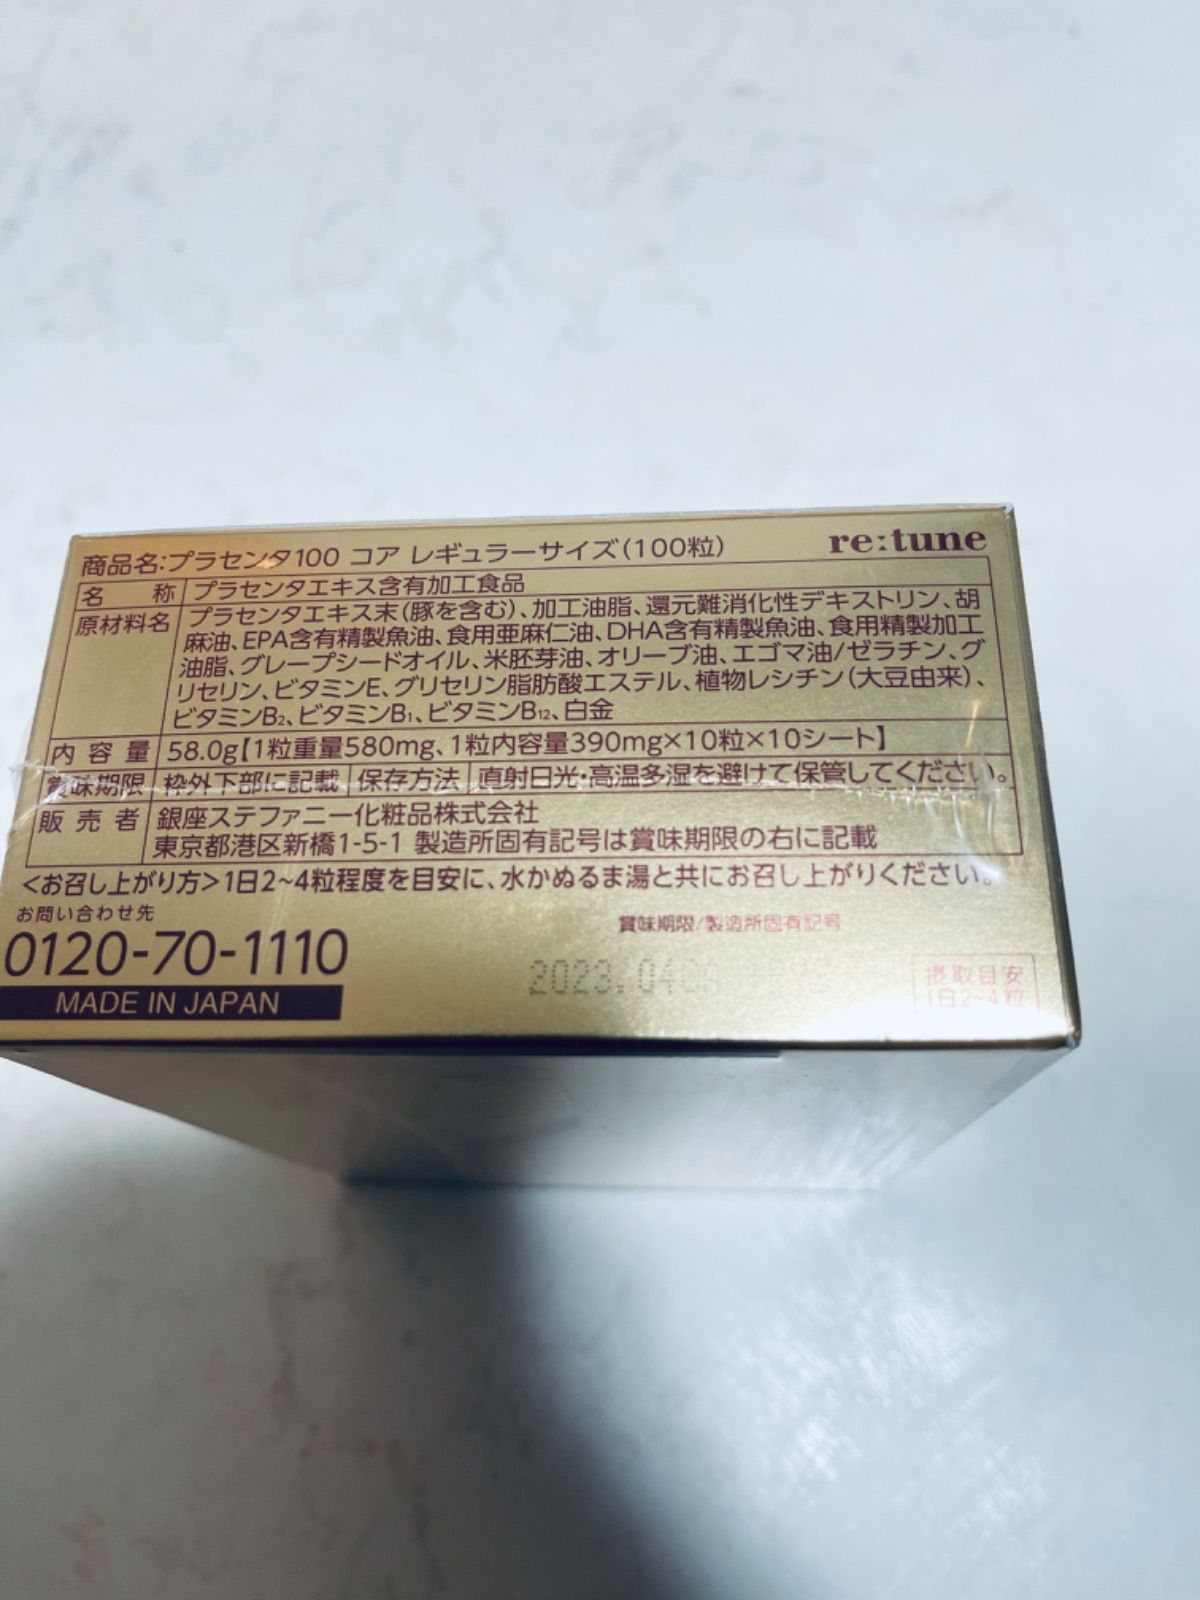 商品名:プラセンタ100 コア レギュラーサイズ(100粒)
re:tune
名 称 プラセンタエキス含有加工食品
原材料名 プラセンタエキス末(豚を含む)、加工油脂、還元難消化性デキストリン、胡
麻油、EPA含有精製魚油、食用亜麻仁油、DHA含有精製魚油、食用精製加工
油脂、グレープシードオイル、米胚芽油、オリーブ油、エゴマ油/ゼラチン、グ
リセリン、ビタミンE、グリセリン脂肪酸エステル、植物レシチン(大豆由来)、
ビタミンB₂、ビタミンB₁、ビタミンB₁₂、白金
内容量 58.0g【1粒重量580mg、1粒内容量390mg×10粒×10シート】
賞味期限 枠外下部に記載 保存方法 直射日光・高温多湿を避けて保管してください。
販売者 銀座ステファニー化粧品株式会社
東京都港区新橋1-5-1 製造所固有記号は賞味期限の右に記載
<お召し上がり方>1日2~4粒程度を目安に、水かぬるま湯と共にお召し上がりください。
お問い合わせ先
0120-70-1110
MADE IN JAPAN
賞味期限/製造所固有記号
2023.04
摂取目安
1日2~4粒